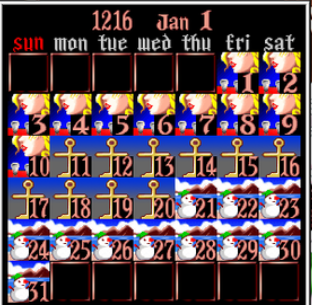 1216 Jan 1
sun mon tue wed thu fri sat
1 2
3 4 5 6 7 8 9
10 11 12 13 14 15 16
17 18 19 20 21 22 23
24 25 26 27 28 29 30
31